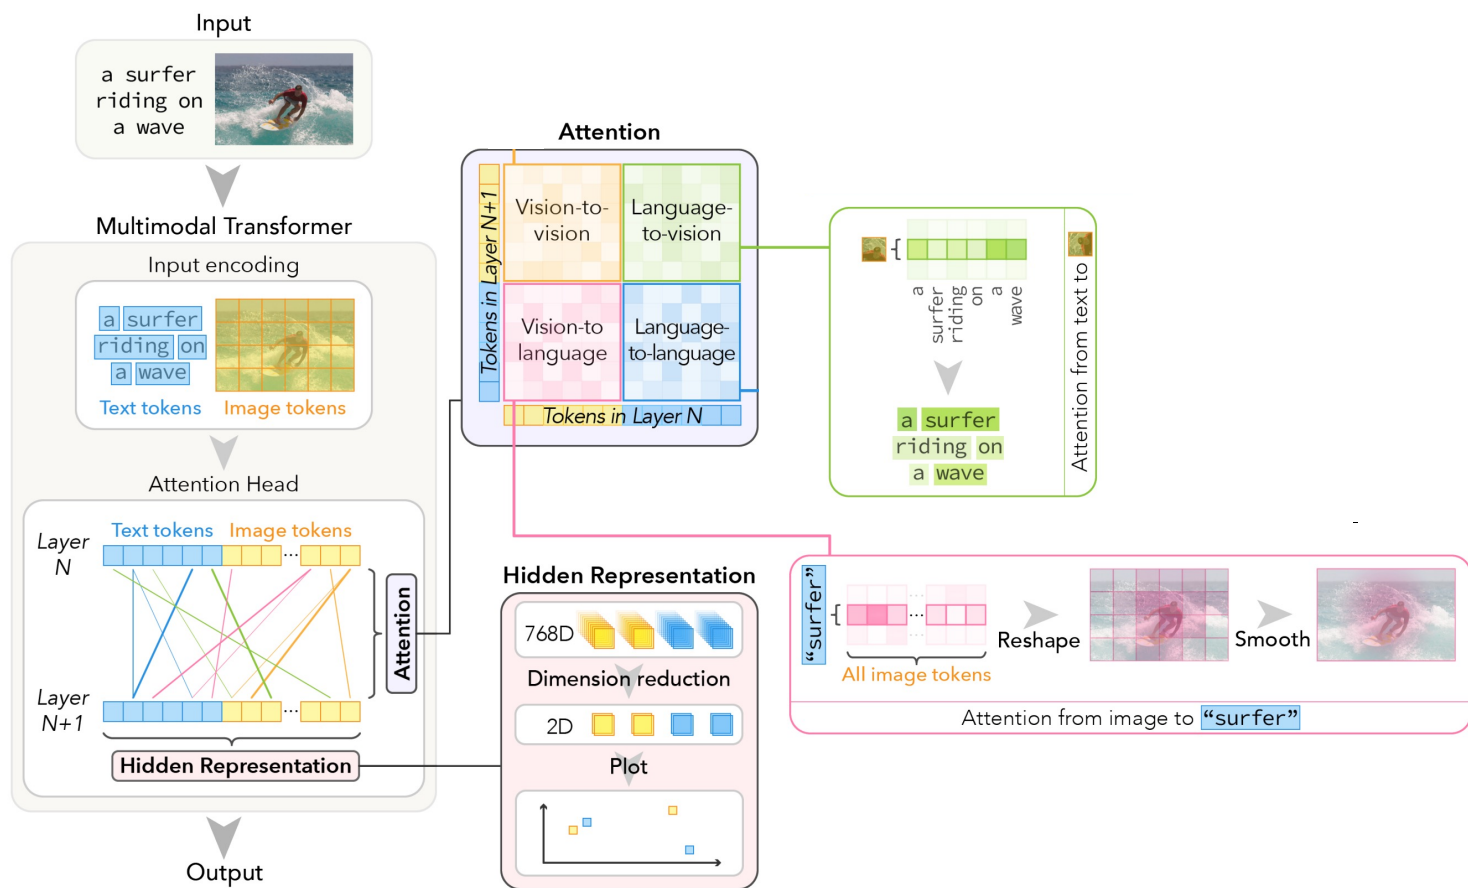 Input
a surfer
riding on
a wave
Multimodal Transformer
Input encoding
a surfer
riding on
a wave
Text tokens
Image tokens
Attention Head
Text tokens
Image tokens
Layer
N
...
Attention
Layer
N+1
...
Hidden Representation
Output
Attention
Tokens in Layer N+1
Vision-to-
vision
Language-
to-vision
Vision-to
language
Language-
to-language
Tokens in Layer N
a
surfer
riding
on
a
wave
a surfer
riding on
a wave
Attention from text to
Hidden Representation
768D
Dimension reduction
2D
Plot
-
“surfer”
...
...
...
All image tokens
Reshape
Smooth
Attention from image to “surfer”